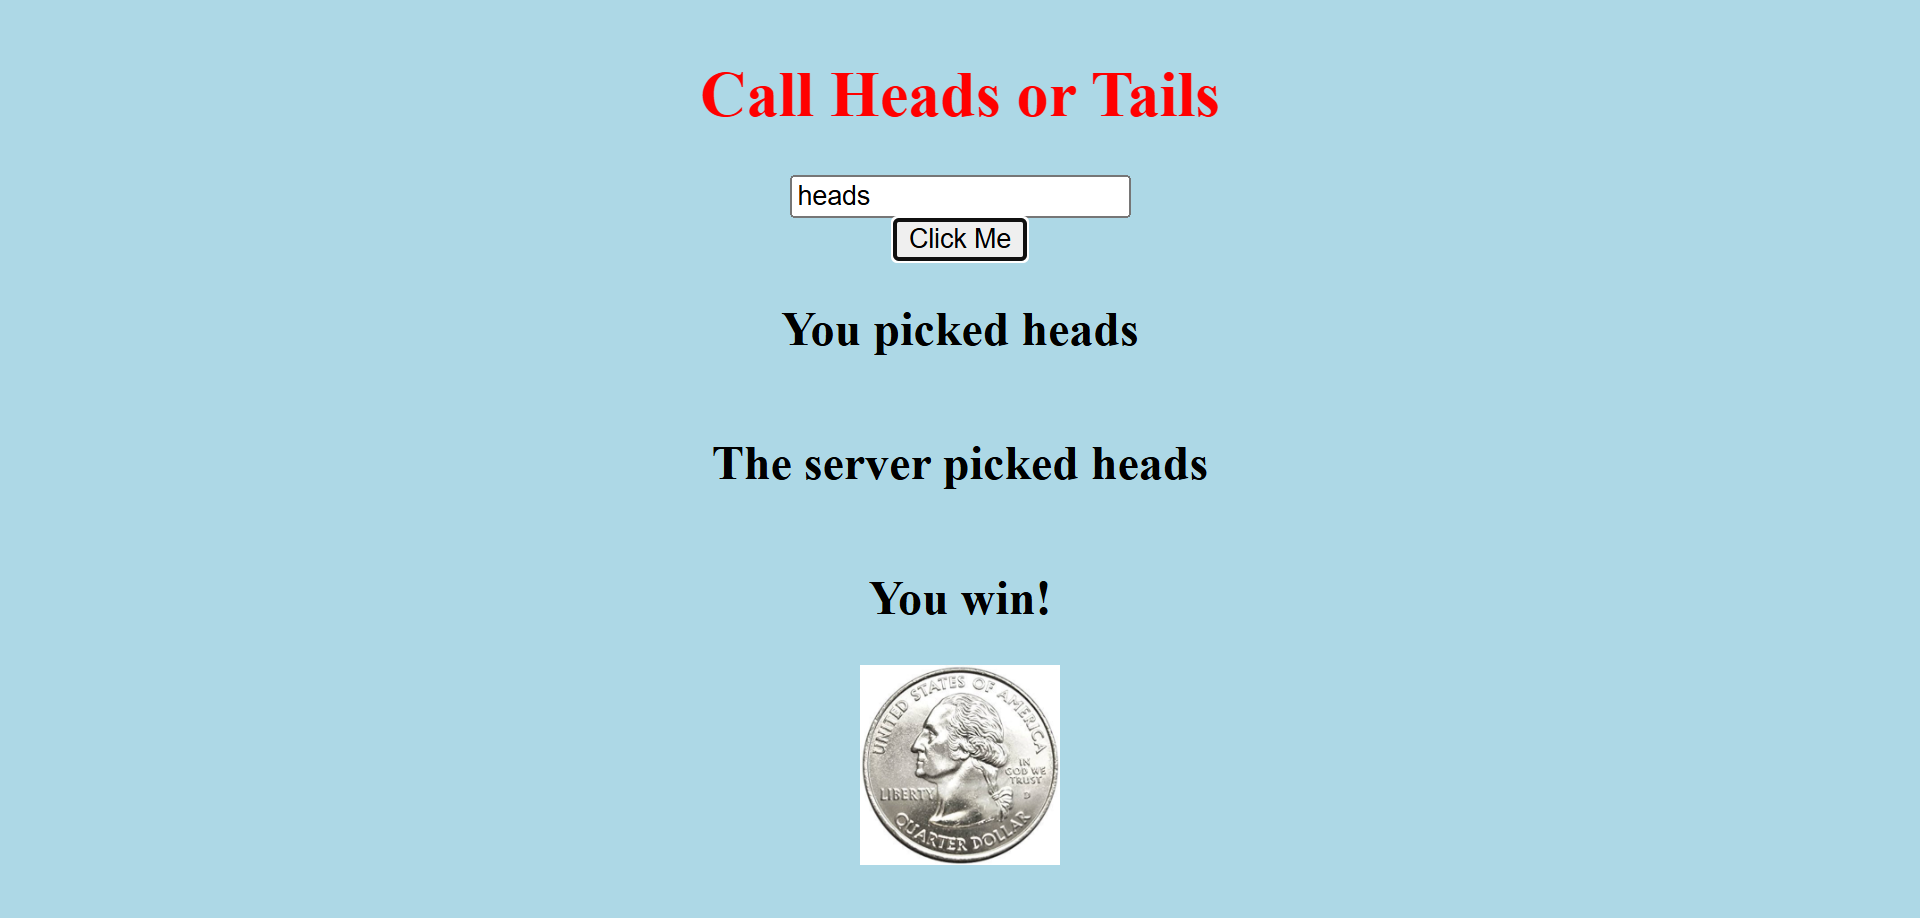 Call Heads or Tails
heads
Click Me
You picked heads
The server picked heads
You win!
UNITED STATES OF AMERICA
IN
GOD WE
TRUST
LIBERTY
D
QUARTER DOLLAR